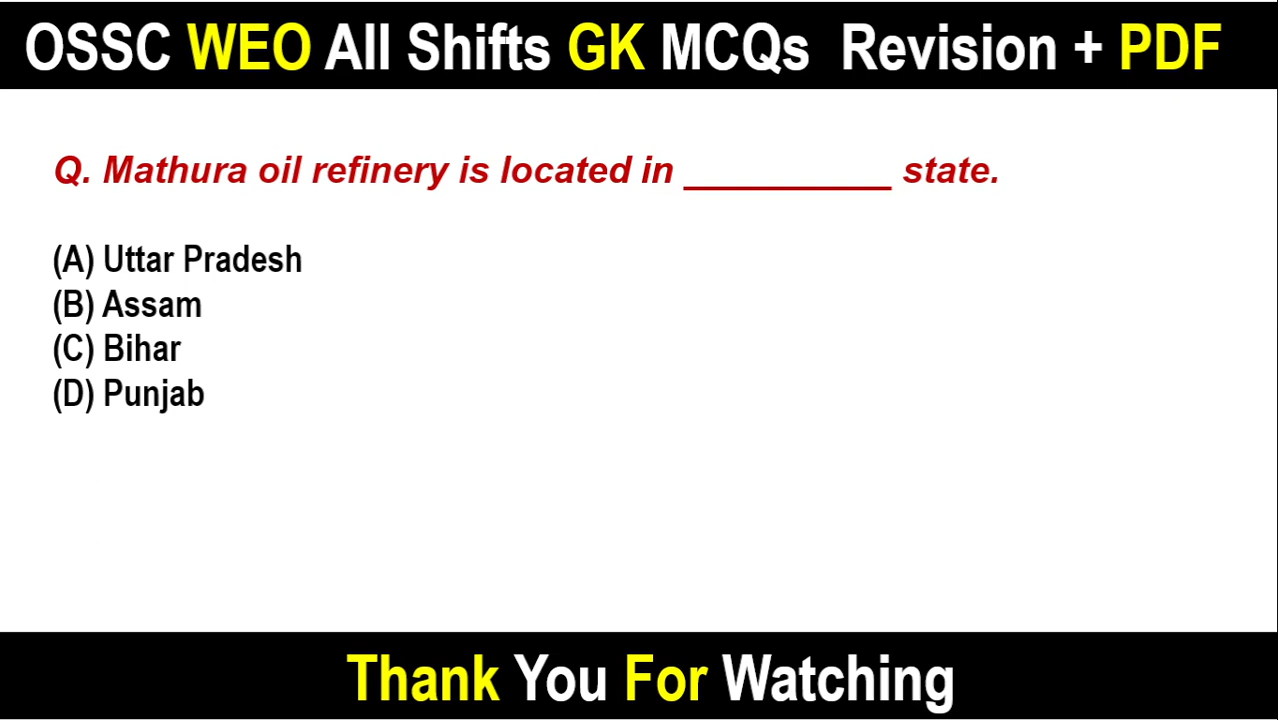 OSSC WEO All Shifts GK MCQs Revision + PDF
Q. Mathura oil refinery is located in __________ state.
(A) Uttar Pradesh
(B) Assam
(C) Bihar
(D) Punjab
Thank You For Watching